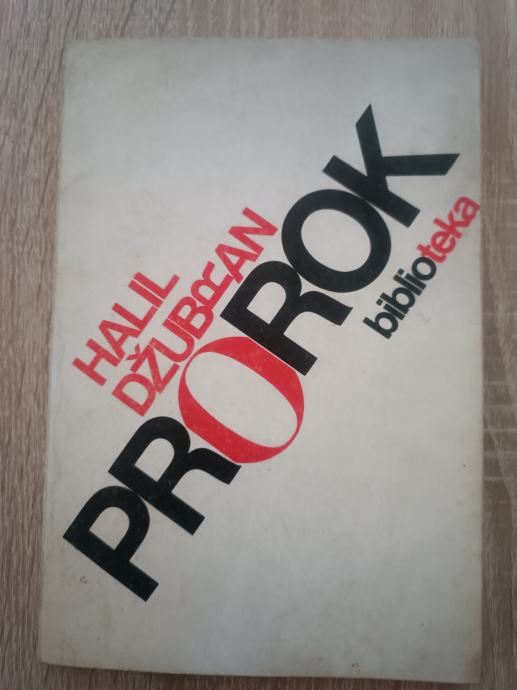 HALIL
DŽUBRAN
PROROK
biblioteka